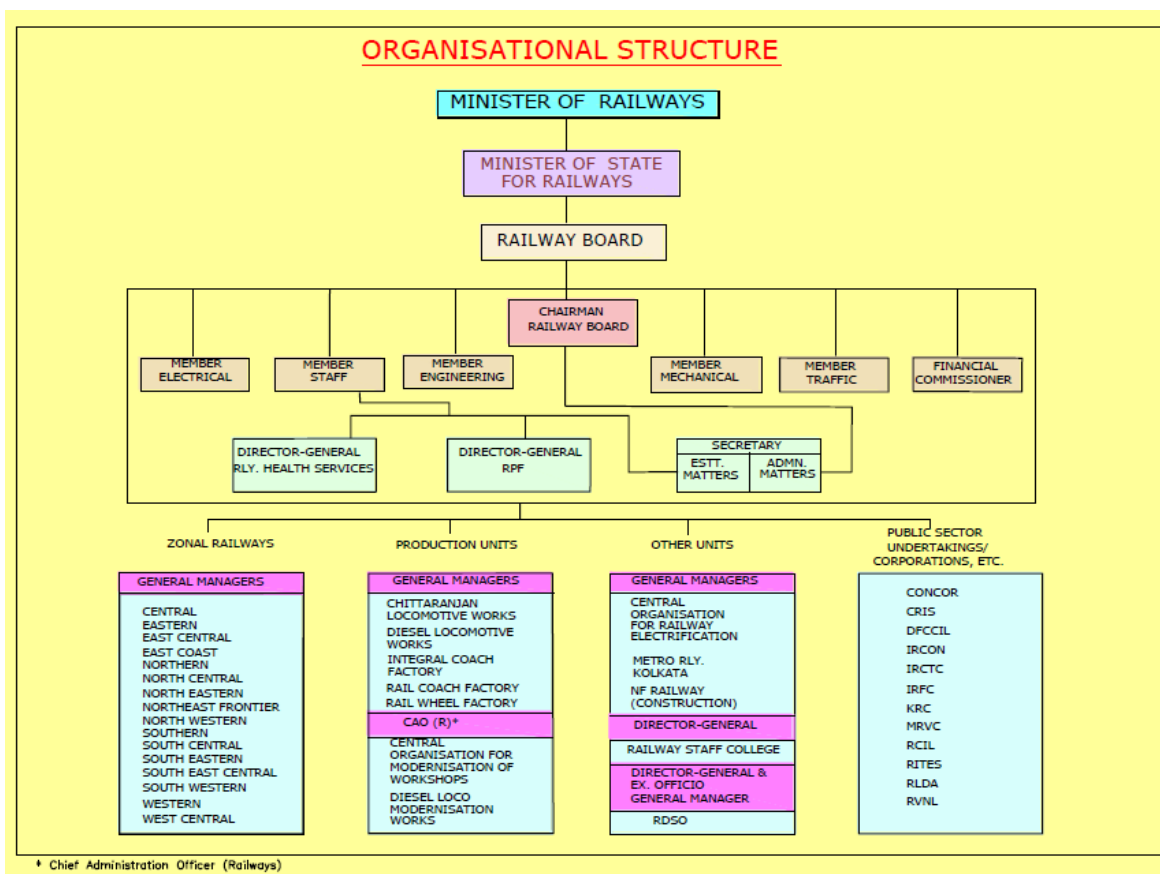 ORGANISATIONAL STRUCTURE
MINISTER OF RAILWAYS
MINISTER OF STATE
FOR RAILWAYS
RAILWAY BOARD
CHAIRMAN
RAILWAY BOARD
MEMBER
ELECTRICAL
MEMBER
STAFF
MEMBER
ENGINEERING
MEMBER
MECHANICAL
MEMBER
TRAFFIC
FINANCIAL
COMMISSIONER
DIRECTOR-GENERAL
RLY. HEALTH SERVICES
DIRECTOR-GENERAL
RPF
SECRETARY
ESTT.
MATTERS
ADMN.
MATTERS
ZONAL RAILWAYS
GENERAL MANAGERS
CENTRAL
EASTERN
EAST CENTRAL
EAST COAST
NORTHERN
NORTH CENTRAL
NORTH EASTERN
NORTHEAST FRONTIER
NORTH WESTERN
SOUTHERN
SOUTH CENTRAL
SOUTH EASTERN
SOUTH EAST CENTRAL
SOUTH WESTERN
WESTERN
WEST CENTRAL
PRODUCTION UNITS
GENERAL MANAGERS
CHITTARANJAN
LOCOMOTIVE WORKS
DIESEL LOCOMOTIVE
WORKS
INTEGRAL COACH
FACTORY
RAIL COACH FACTORY
RAIL WHEEL FACTORY
CAO (R)*
CENTRAL
ORGANISATION FOR
MODERNISATION OF
WORKSHOPS
DIESEL LOCO
MODERNISATION
WORKS
OTHER UNITS
GENERAL MANAGERS
CENTRAL
ORGANISATION
FOR RAILWAY
ELECTRIFICATION
METRO RLY.
KOLKATA
NF RAILWAY
(CONSTRUCTION)
DIRECTOR-GENERAL
RAILWAY STAFF COLLEGE
DIRECTOR-GENERAL &
EX. OFFICIO
GENERAL MANAGER
RDSO
PUBLIC SECTOR
UNDERTAKINGS/
CORPORATIONS, ETC.
CONCOR
CRIS
DFCCIL
IRCON
IRCTC
IRFC
KRC
MRVC
RCIL
RITES
RLDA
RVNL
* Chief Administration Officer (Railways)